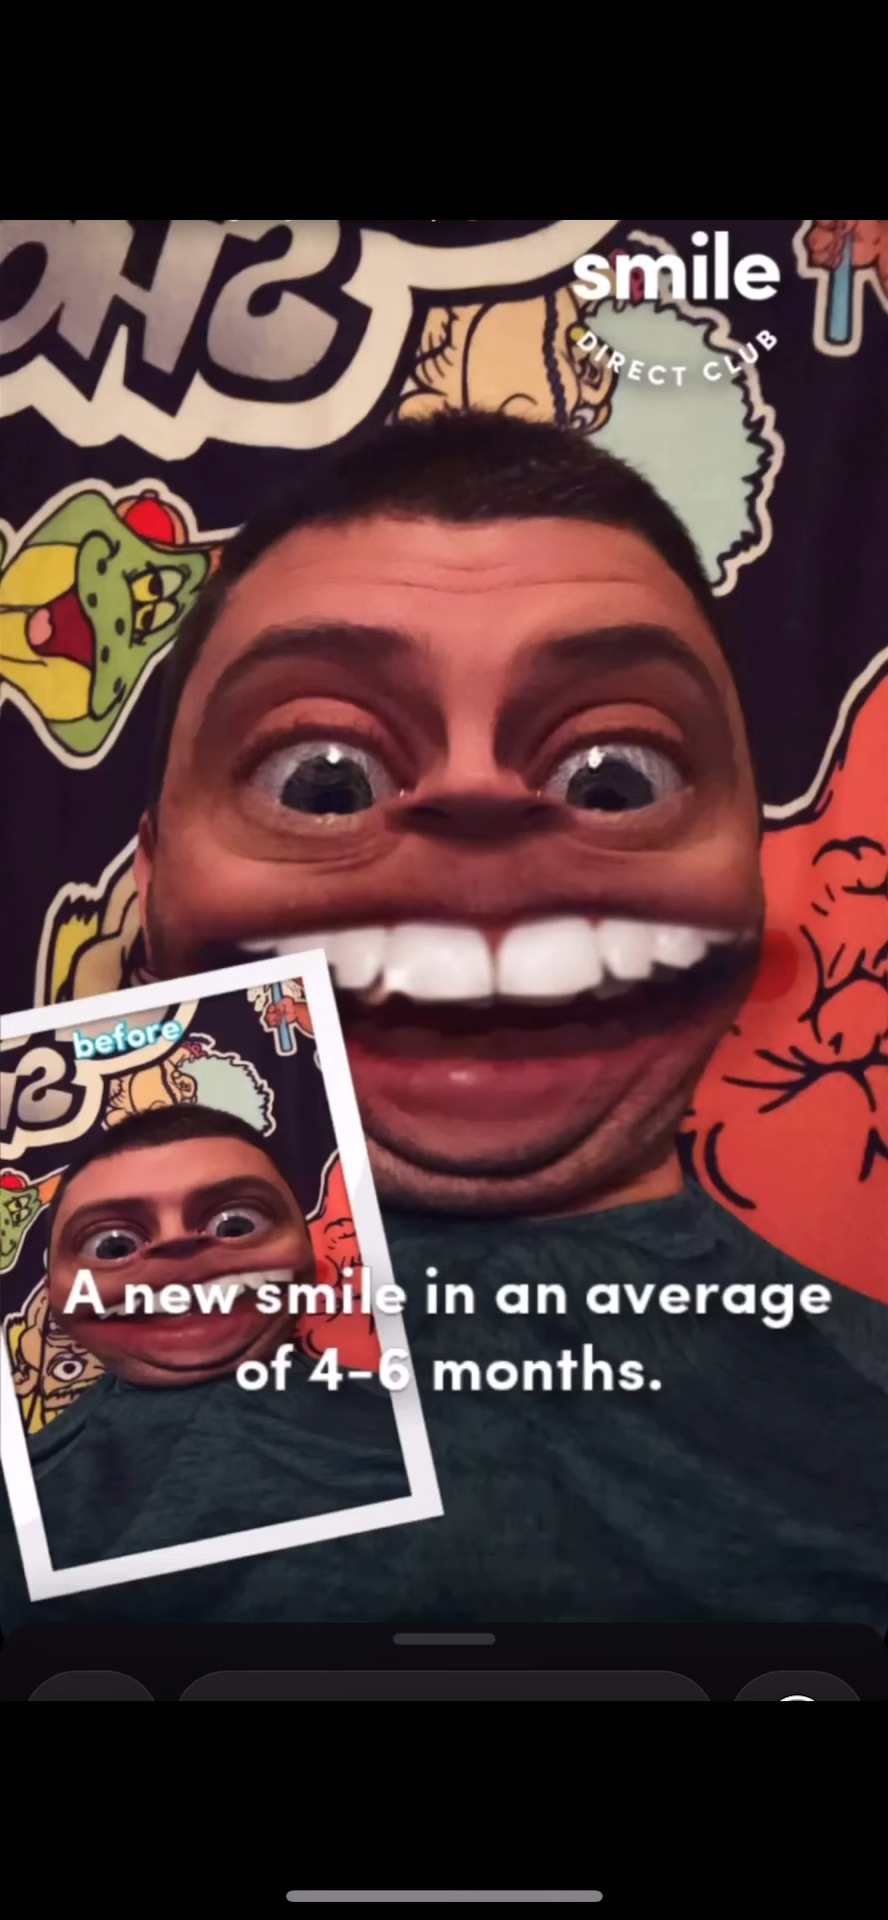 smile
DIRECT CLUB
before
A new smile in an average
of 4-6 months.